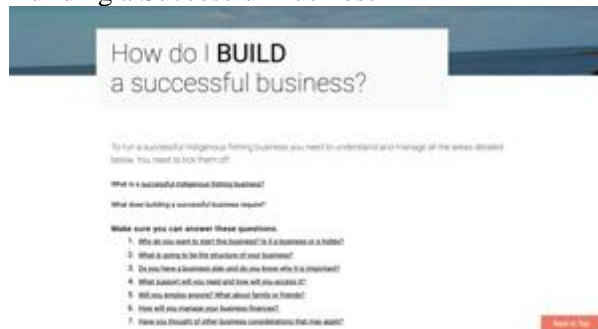 How do I BUILD
a successful business?
To run a successful Indigenous fishing business you need to understand and manage all the areas detailed
below. You need to tick them off!
What is a successful Indigenous fishing business?
What does building a successful business require?
Make sure you can answer these questions.
1. Why do you want to start this business? Is it a business or a hobby?
2. What is going to be the structure of your business?
3. Do you have a business plan and do you know why it is important?
4. What support will you need and how will you access it?
5. Will you employ anyone? What about family or friends?
6. How will you manage your business finances?
7. Have you thought of other business considerations that may apply?
Back to Top